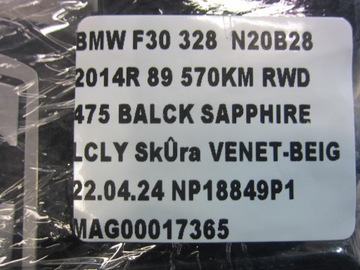 BMW F30 328 N20B28
2014R 89 570KM RWD
475 BALCK SAPPHIRE
LCLY SkÛra VENET-BEIG
22.04.24 NP18849P1
MAG00017365